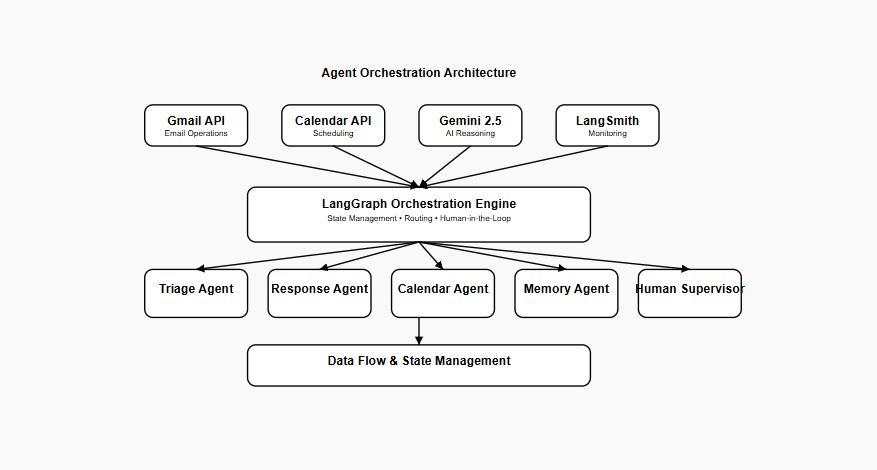 Agent Orchestration Architecture
Gmail API
Email Operations
Calendar API
Scheduling
Gemini 2.5
AI Reasoning
LangSmith
Monitoring
LangGraph Orchestration Engine
State Management • Routing • Human-in-the-Loop
Triage Agent
Response Agent
Calendar Agent
Memory Agent
Human Supervisor
Data Flow & State Management